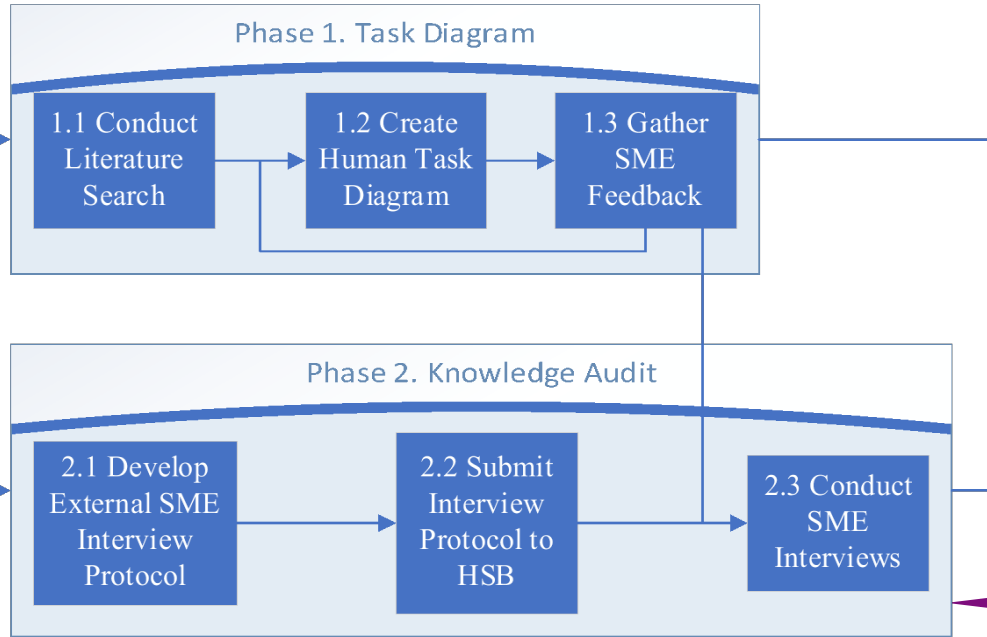 Phase 1. Task Diagram
1.1 Conduct
Literature
Search
1.2 Create
Human Task
Diagram
1.3 Gather
SME
Feedback
Phase 2. Knowledge Audit
2.1 Develop
External SME
Interview
Protocol
2.2 Submit
Interview
Protocol to
HSB
2.3 Conduct
SME
Interviews